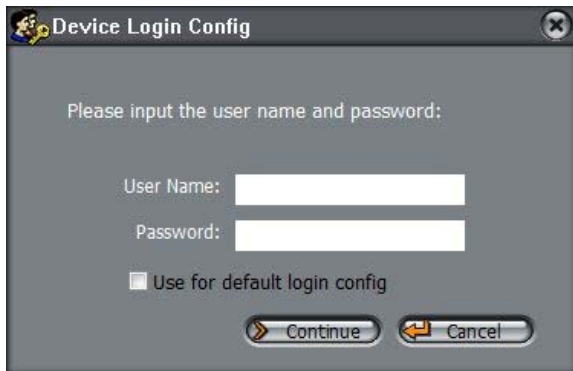 Device Login Config
Please input the user name and password:
User Name:
Password:
Use for default login config
Continue
Cancel